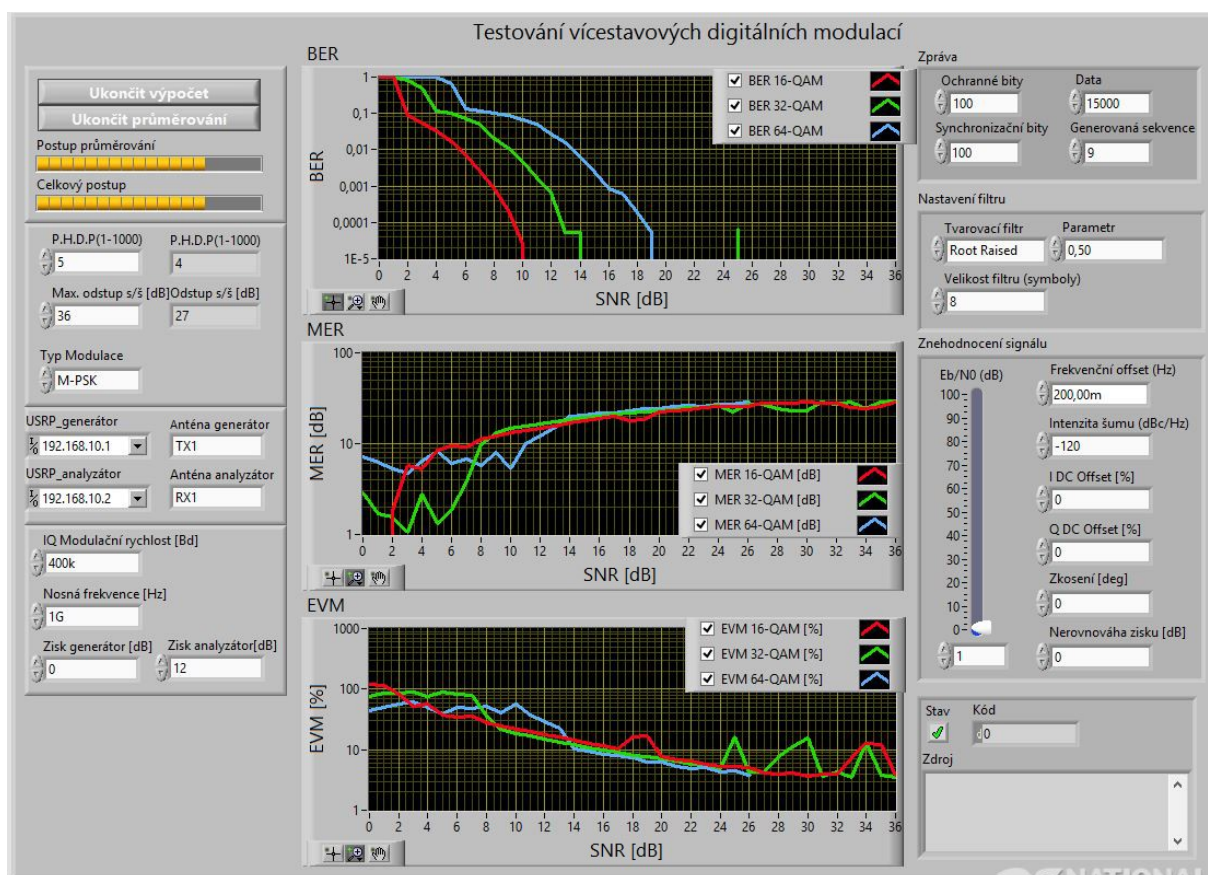 Testování vícestavových digitálních modulací
Ukončit výpočet
Ukončit průměrování
Postup průměrování
Celkový postup
P.H.D.P(1-1000) P.H.D.P(1-1000)
5 4
Max. odstup s/š [dB] Odstup s/š [dB]
36 27
Typ Modulace
M-PSK
USRP_generátor Anténa generátor
192.168.10.1 TX1
USRP_analyzátor Anténa analyzátor
192.168.10.2 RX1
IQ Modulační rychlost [Bd]
400k
Nosná frekvence [Hz]
1G
Zisk generátor [dB] Zisk analyzátor[dB]
0 12
BER
BER 16-QAM
BER 32-QAM
BER 64-QAM
BER
1
0,1
0,01
0,001
0,0001
1E-5
0 2 4 6 8 10 12 14 16 18 20 22 24 26 28 30 32 34 36
SNR [dB]
MER
MER [dB]
100
10
1
MER 16-QAM [dB]
MER 32-QAM [dB]
MER 64-QAM [dB]
0 2 4 6 8 10 12 14 16 18 20 22 24 26 28 30 32 34 36
SNR [dB]
EVM
EVM 16-QAM [%]
EVM 32-QAM [%]
EVM 64-QAM [%]
EVM [%]
1000
100
10
1
0 2 4 6 8 10 12 14 16 18 20 22 24 26 28 30 32 34 36
SNR [dB]
Zpráva
Ochranné bity Data
100 15000
Synchronizační bity Generovaná sekvence
100 9
Nastavení filtru
Tvarovací filtr Parametr
Root Raised 0,50
Velikost filtru (symboly)
8
Znehodnocení signálu
Eb/N0 (dB)
100
90
80
70
60
50
40
30
20
10
0
1
Frekvenční offset (Hz)
200,00m
Intenzita šumu (dBc/Hz)
-120
I DC Offset [%]
0
Q DC Offset [%]
0
Zkosení [deg]
0
Nerovnováha zisku [dB]
0
Stav Kód
0
Zdroj
NATIONAL